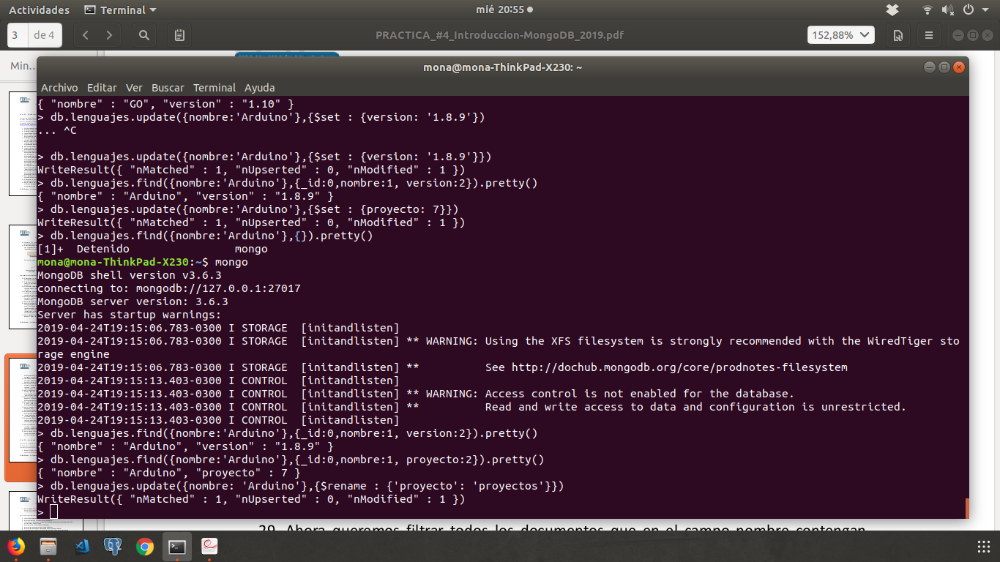 Actividades Terminal mié 20:55
3 de 4 PRACTICA_#4_Introduccion-MongoDB_2019.pdf 152,88%
Min...
mona@mona-ThinkPad-X230: ~
Archivo Editar Ver Buscar Terminal Ayuda
{ "nombre" : "GO", "version" : "1.10" }
> db.lenguajes.update({nombre:'Arduino'},{$set : {version: '1.8.9'})
... ^C
> db.lenguajes.update({nombre:'Arduino'},{$set : {version: '1.8.9'}})
WriteResult({ "nMatched" : 1, "nUpserted" : 0, "nModified" : 1 })
> db.lenguajes.find({nombre:'Arduino'},{_id:0,nombre:1, version:2}).pretty()
{ "nombre" : "Arduino", "version" : "1.8.9" }
> db.lenguajes.update({nombre:'Arduino'},{$set : {proyecto: 7}})
WriteResult({ "nMatched" : 1, "nUpserted" : 0, "nModified" : 1 })
> db.lenguajes.find({nombre:'Arduino'},{}).pretty()
[1]+  Detenido                mongo
mona@mona-ThinkPad-X230:~$ mongo
MongoDB shell version v3.6.3
connecting to: mongodb://127.0.0.1:27017
MongoDB server version: 3.6.3
Server has startup warnings:
2019-04-24T19:15:06.783-0300 I STORAGE  [initandlisten]
2019-04-24T19:15:06.783-0300 I STORAGE  [initandlisten] ** WARNING: Using the XFS filesystem is strongly recommended with the WiredTiger sto
rage engine
2019-04-24T19:15:06.783-0300 I STORAGE  [initandlisten] **          See http://dochub.mongodb.org/core/prodnotes-filesystem
2019-04-24T19:15:13.403-0300 I CONTROL  [initandlisten]
2019-04-24T19:15:13.403-0300 I CONTROL  [initandlisten] ** WARNING: Access control is not enabled for the database.
2019-04-24T19:15:13.403-0300 I CONTROL  [initandlisten] **          Read and write access to data and configuration is unrestricted.
2019-04-24T19:15:13.403-0300 I CONTROL  [initandlisten]
> db.lenguajes.find({nombre:'Arduino'},{_id:0,nombre:1, version:2}).pretty()
{ "nombre" : "Arduino", "version" : "1.8.9" }
> db.lenguajes.find({nombre:'Arduino'},{_id:0,nombre:1, proyecto:2}).pretty()
{ "nombre" : "Arduino", "proyecto" : 7 }
> db.lenguajes.update({nombre: 'Arduino'},{$rename : {'proyecto': 'proyectos'}})
WriteResult({ "nMatched" : 1, "nUpserted" : 0, "nModified" : 1 })
>
29. Ahora queremos filtrar todos los documentos que en el campo nombre contengan